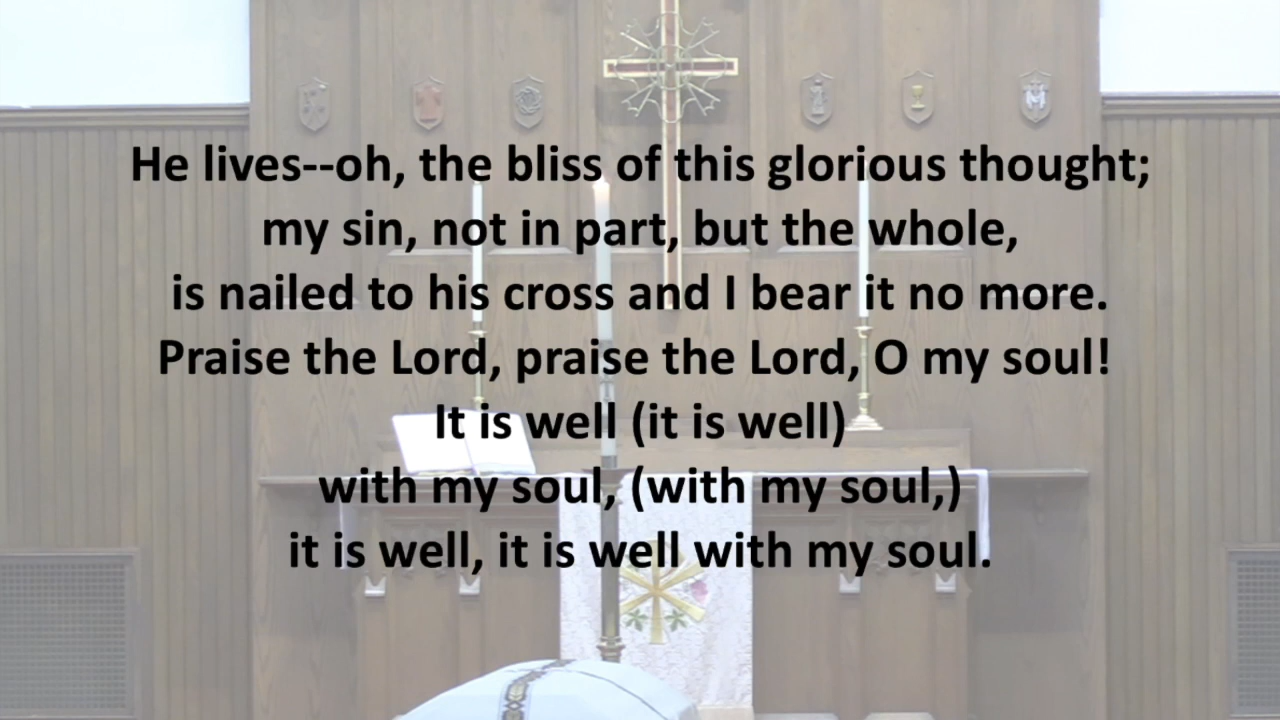 He lives--oh, the bliss of this glorious thought;
my sin, not in part, but the whole,
is nailed to his cross and I bear it no more.
Praise the Lord, praise the Lord, O my soul!
It is well (it is well)
with my soul, (with my soul,)
it is well, it is well with my soul.